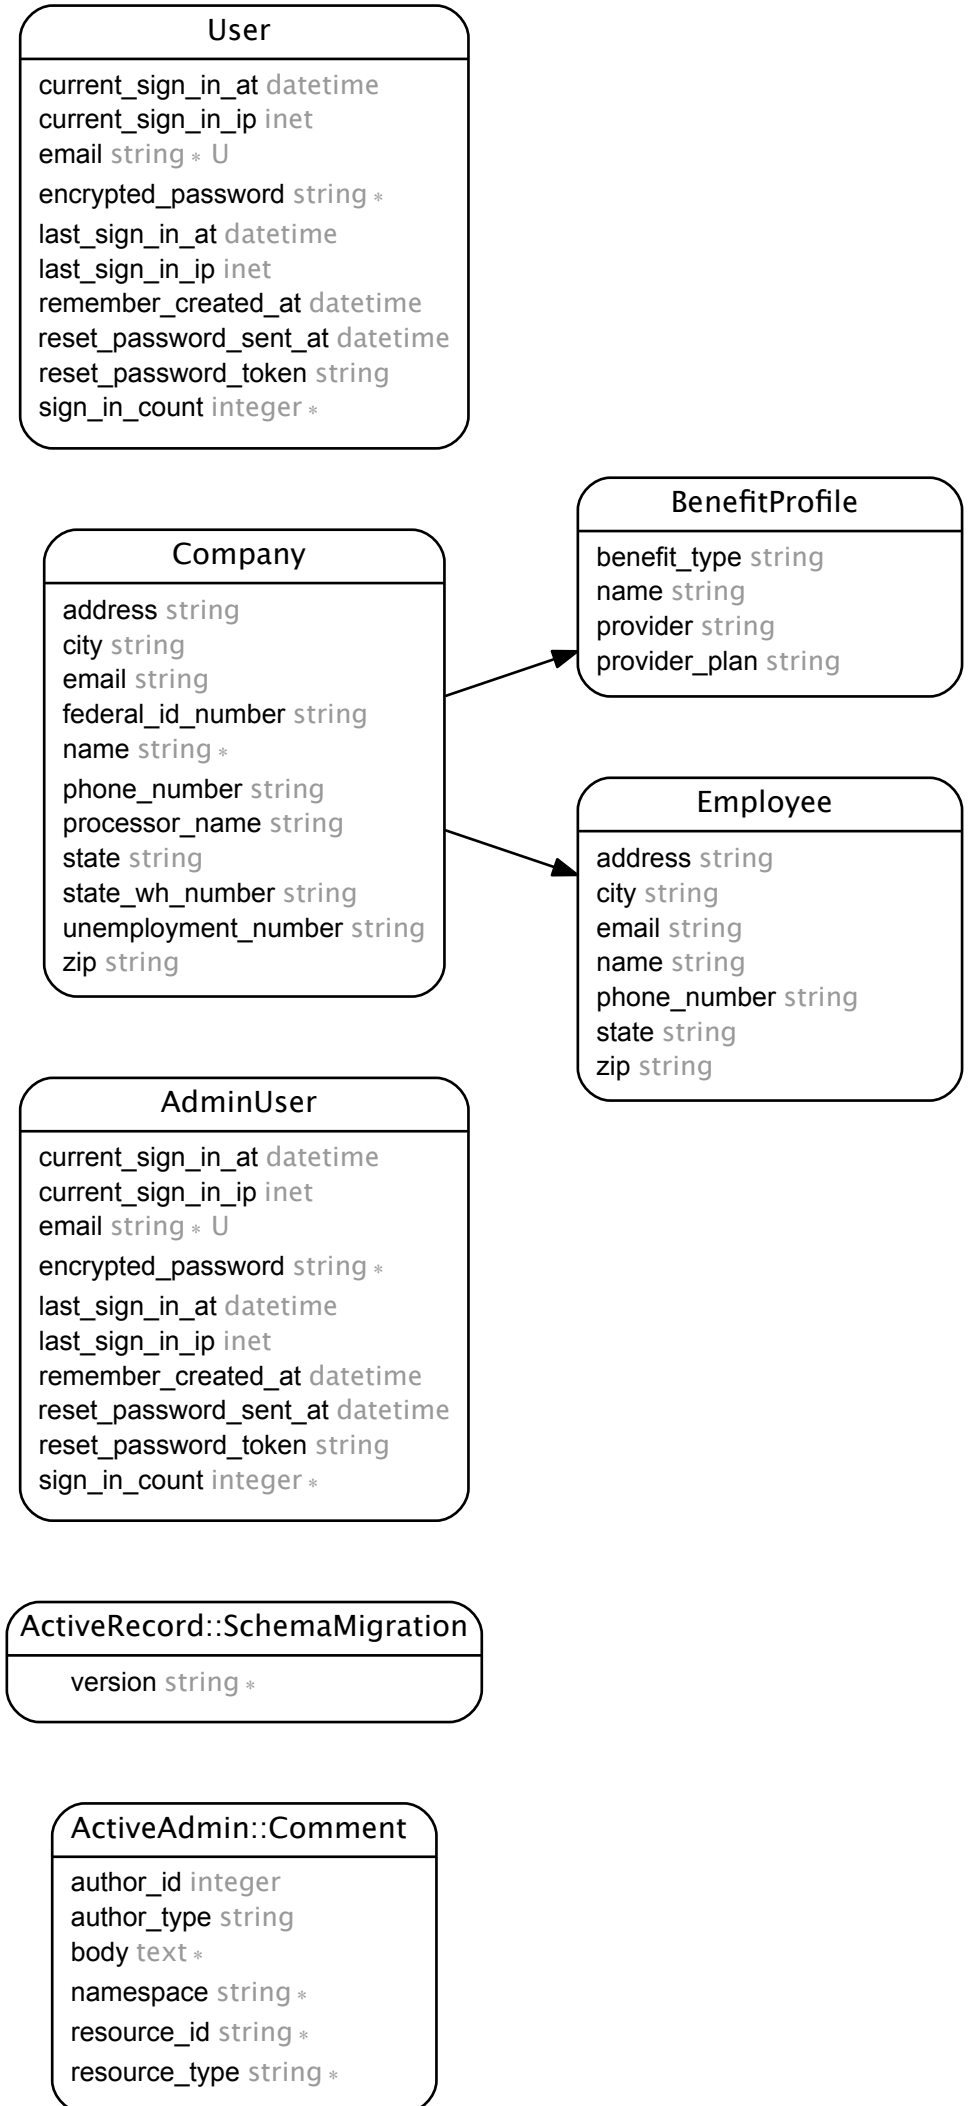 User
current_sign_in_at datetime
current_sign_in_ip inet
email string * U
encrypted_password string *
last_sign_in_at datetime
last_sign_in_ip inet
remember_created_at datetime
reset_password_sent_at datetime
reset_password_token string
sign_in_count integer *
Company
address string
city string
email string
federal_id_number string
name string *
phone_number string
processor_name string
state string
state_wh_number string
unemployment_number string
zip string
BenefitProfile
benefit_type string
name string
provider string
provider_plan string
Employee
address string
city string
email string
name string
phone_number string
state string
zip string
AdminUser
current_sign_in_at datetime
current_sign_in_ip inet
email string * U
encrypted_password string *
last_sign_in_at datetime
last_sign_in_ip inet
remember_created_at datetime
reset_password_sent_at datetime
reset_password_token string
sign_in_count integer *
ActiveRecord::SchemaMigration
version string *
ActiveAdmin::Comment
author_id integer
author_type string
body text *
namespace string *
resource_id string *
resource_type string *